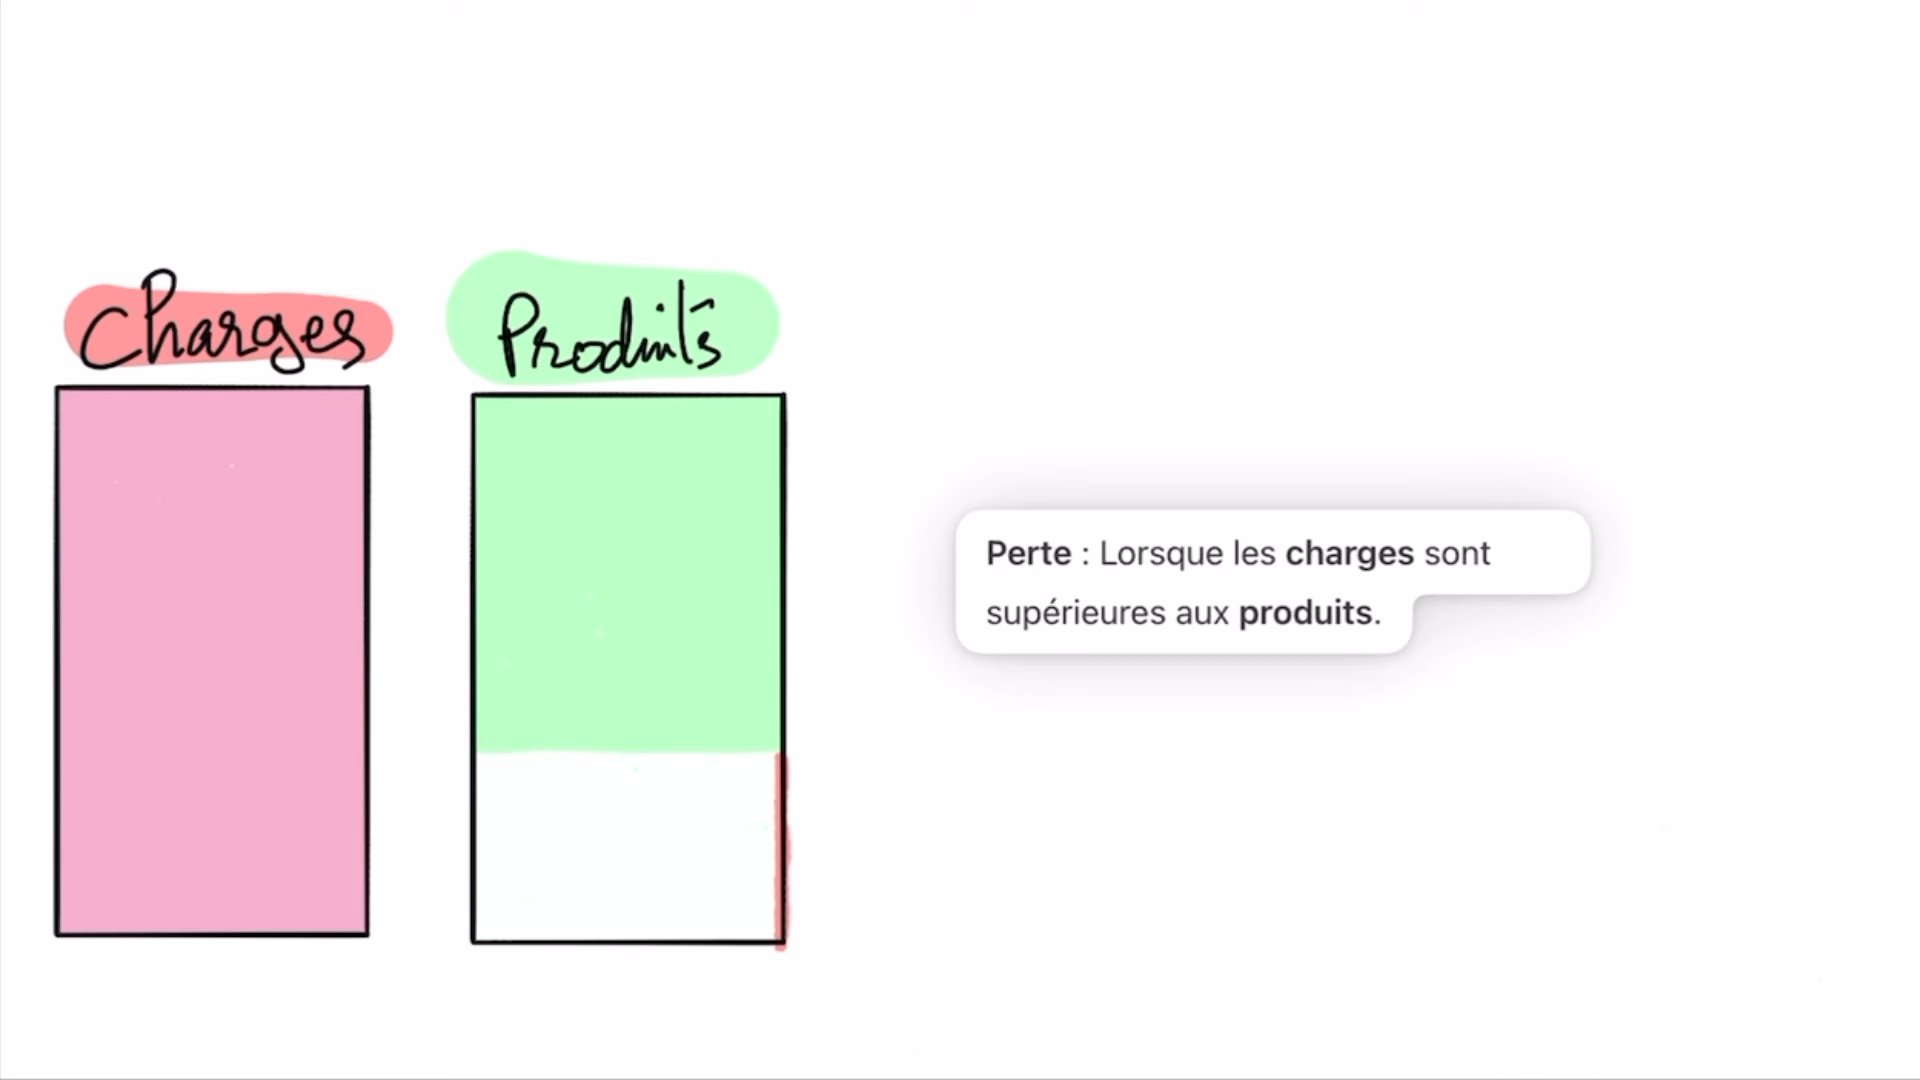 Charges
Produits
Perte : Lorsque les charges sont
supérieures aux produits.